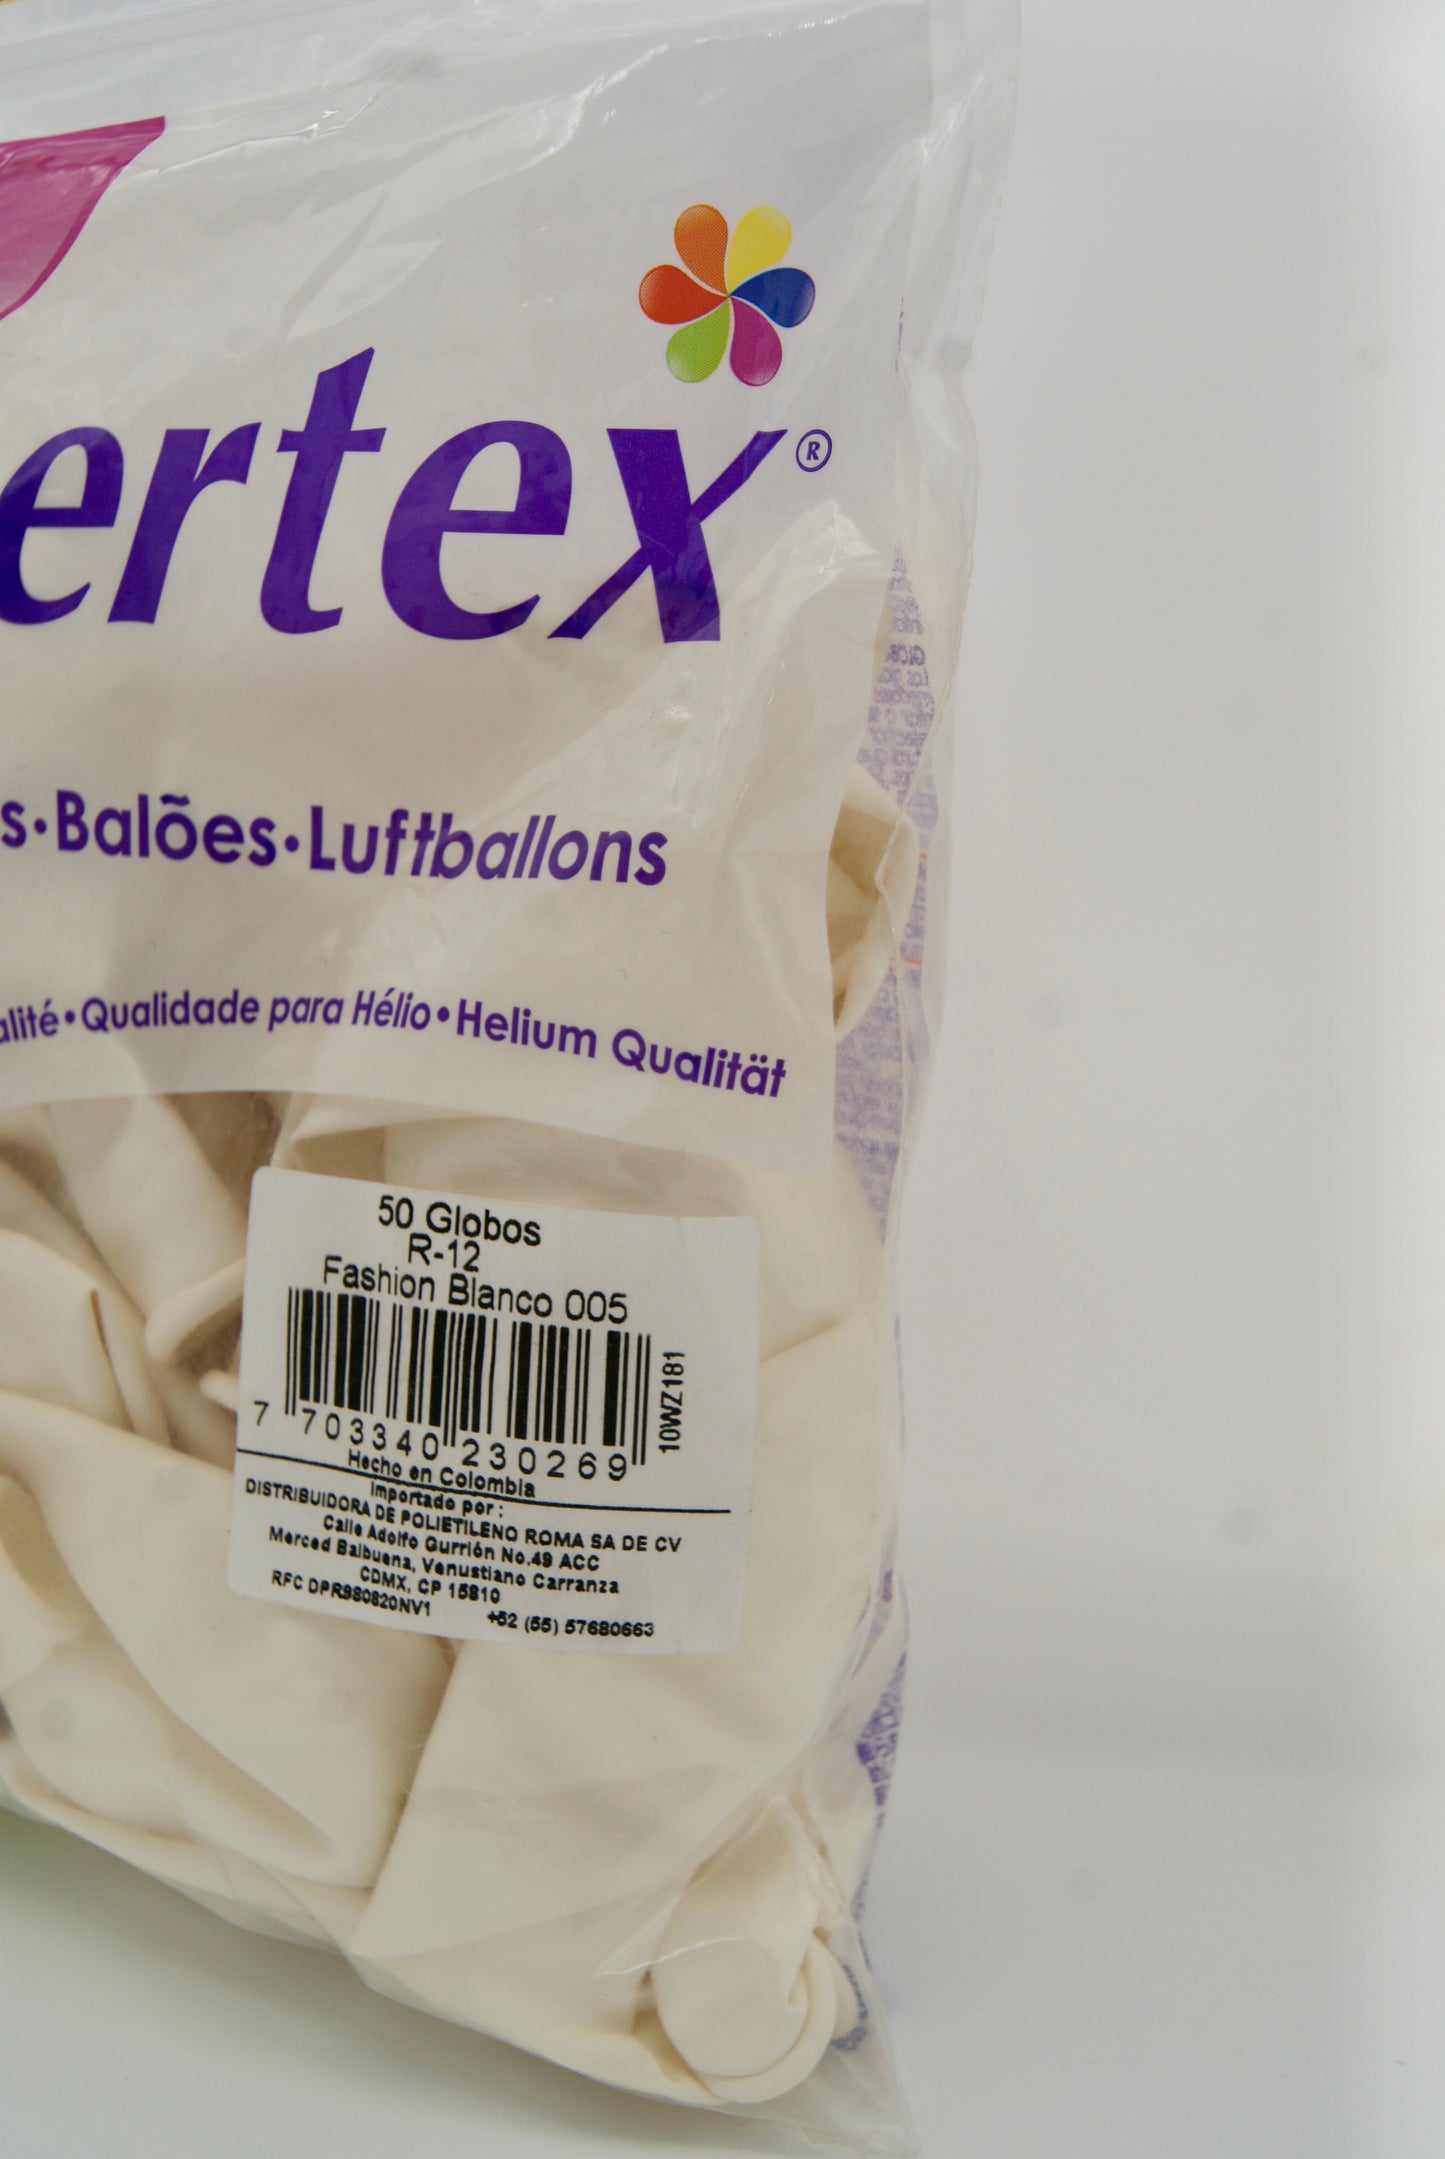 ertex®
s•Balões•Luftballons
alité•Qualidade para Hélio•Helium Qualität
50 Globos
R-12
Fashion Blanco 005
10WZ181
7 703340 230269
Hecho en Colombia
Importado por :
DISTRIBUIDORA DE POLIETILENO ROMA SA DE CV
Calle Adolfo Gurrión No.49 ACC
Merced Balbuena, Venustiano Carranza
CDMX, CP 15810
RFC DPR980820NV1 +52 (55) 57680663